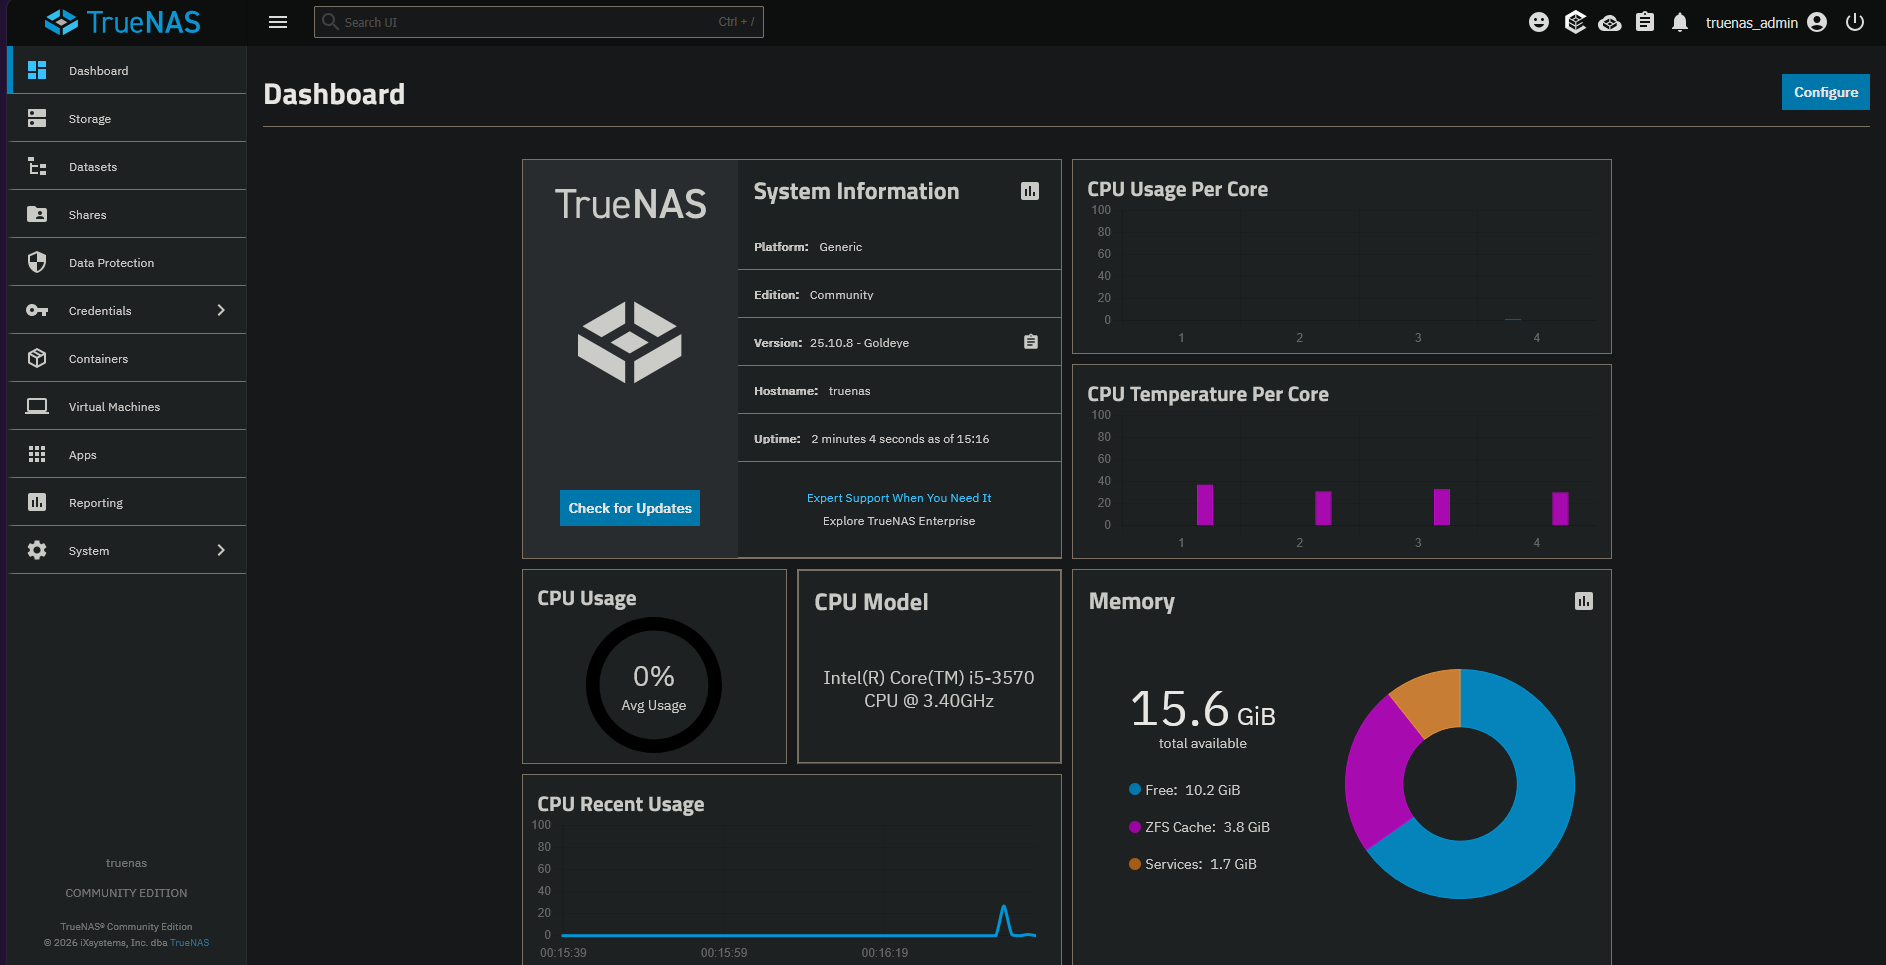 TrueNAS
Search UI
Ctrl + /
truenas_admin
Dashboard
Storage
Datasets
Shares
Data Protection
Credentials
Containers
Virtual Machines
Apps
Reporting
System
truenas
COMMUNITY EDITION
TrueNAS® Community Edition
© 2026 iXsystems, Inc. dba TrueNAS
Dashboard
Configure
TrueNAS
Check for Updates
System Information
Platform: Generic
Edition: Community
Version: 25.10.8 - Goldeye
Hostname: truenas
Uptime: 2 minutes 4 seconds as of 15:16
Expert Support When You Need It
Explore TrueNAS Enterprise
CPU Usage Per Core
100
80
60
40
20
0
1 2 3 4
CPU Temperature Per Core
100
80
60
40
20
0
1 2 3 4
CPU Usage
0%
Avg Usage
CPU Model
Intel(R) Core(TM) i5-3570
CPU @ 3.40GHz
Memory
15.6 GiB
total available
Free: 10.2 GiB
ZFS Cache: 3.8 GiB
Services: 1.7 GiB
CPU Recent Usage
100
80
60
40
20
0
00:15:39 00:15:59 00:16:19